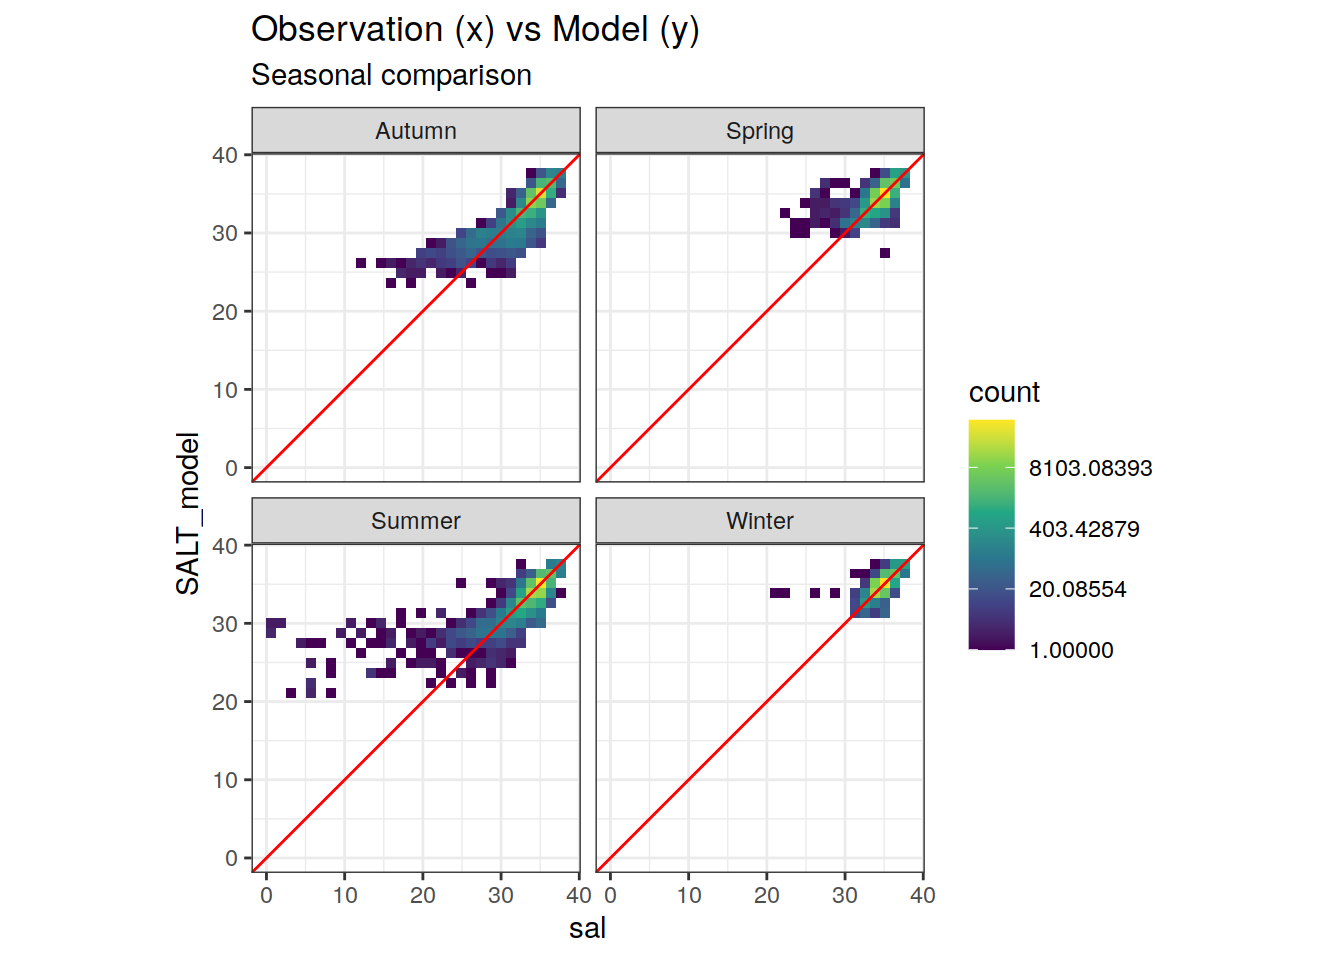 Observation (x) vs Model (y)
Seasonal comparison
Autumn
Spring
40
30
20
10
0
Summer
Winter
40
30
20
10
0
0 10 20 30 40
0 10 20 30 40
sal
SALT_model
count
8103.08393
403.42879
20.08554
1.00000